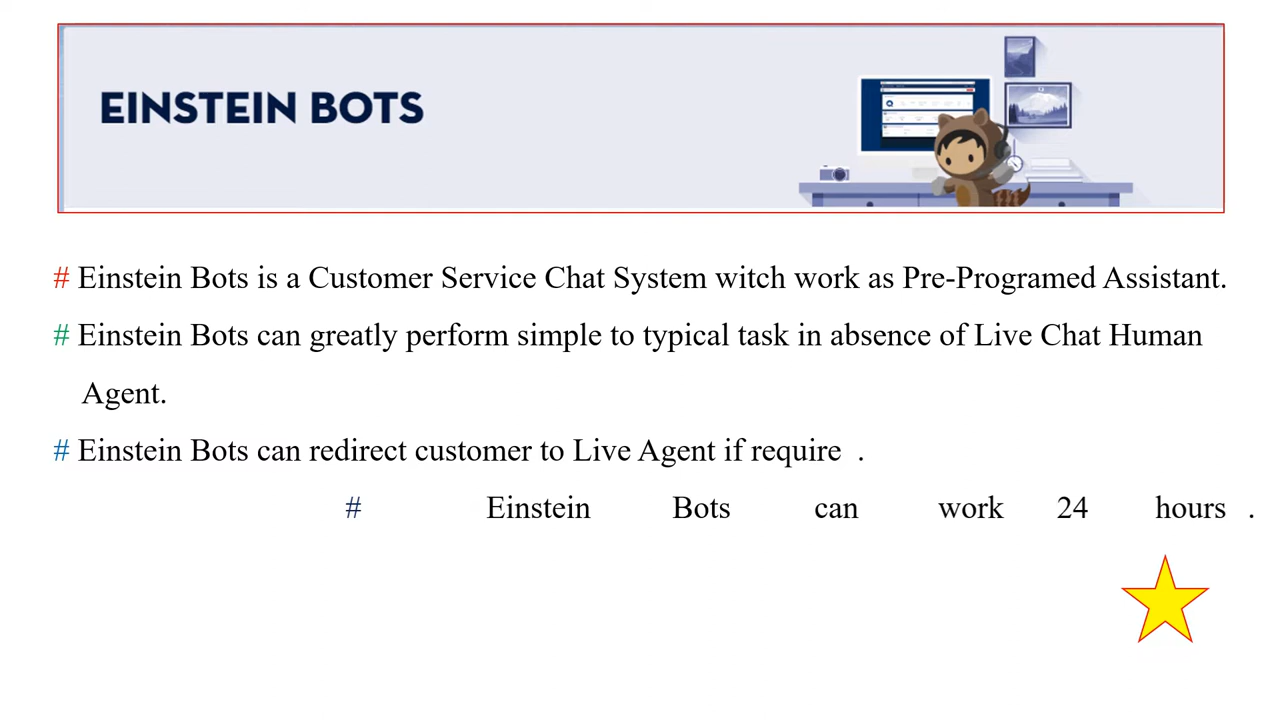 EINSTEIN BOTS
# Einstein Bots is a Customer Service Chat System witch work as Pre-Programed Assistant.
# Einstein Bots can greatly perform simple to typical task in absence of Live Chat Human
Agent.
# Einstein Bots can redirect customer to Live Agent if require .
# Einstein Bots can work 24 hours .